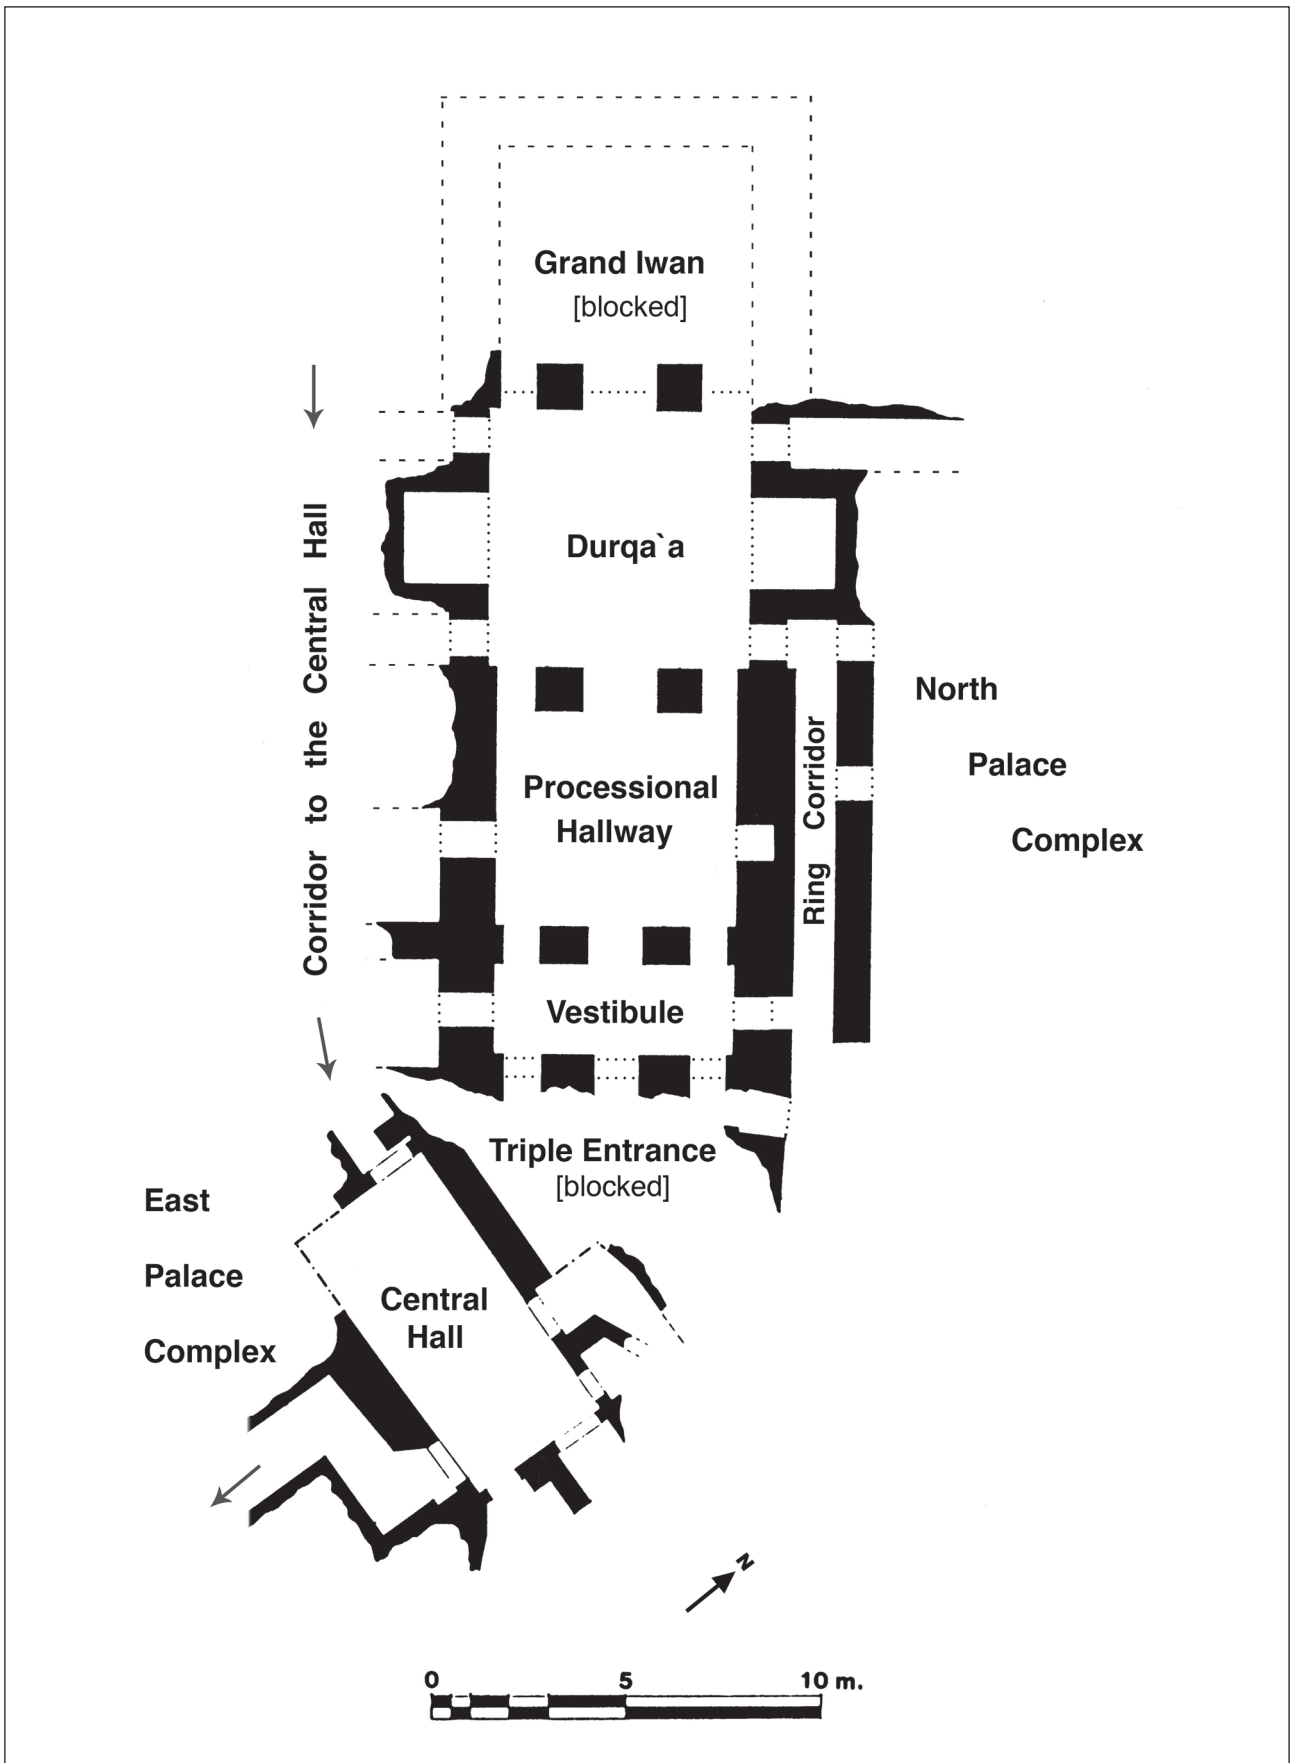 Grand Iwan
[blocked]
Durqa`a
Corridor to the Central Hall
North
Palace
Complex
Processional
Hallway
Ring Corridor
Vestibule
Triple Entrance
[blocked]
East
Palace
Complex
Central
Hall
N
0 5 10 m.